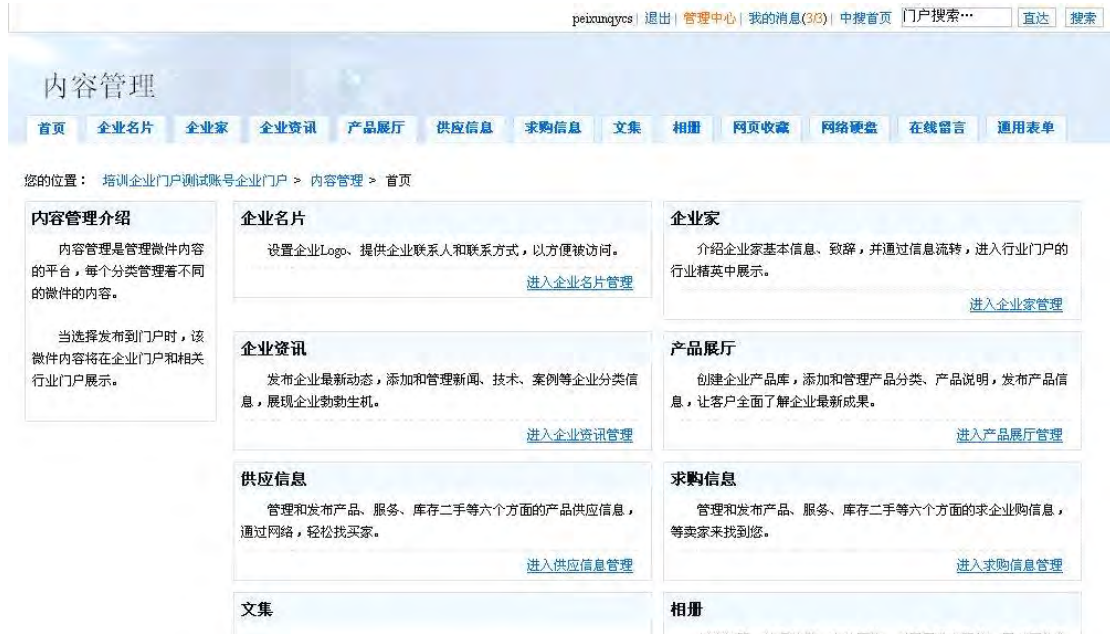 peixunqycs | 退出 | 管理中心 | 我的消息(3/3) | 中搜首页 门户搜索… 直达 搜索
内容管理
首页 企业名片 企业家 企业资讯 产品展厅 供应信息 求购信息 文集 相册 网页收藏 网络硬盘 在线留言 通用表单
您的位置： 培训企业门户测试账号企业门户 > 内容管理 > 首页
内容管理介绍
内容管理是管理微件内容
的平台，每个分类管理着不同
的微件的内容。
当选择发布到门户时，该
微件内容将在企业门户和相关
行业门户展示。
企业名片
设置企业Logo、提供企业联系人和联系方式，以方便被访问。
进入企业名片管理
企业家
介绍企业家基本信息、致辞，并通过信息流转，进入行业门户的
行业精英中展示。
进入企业家管理
企业资讯
发布企业最新动态，添加和管理新闻、技术、案例等企业分类信
息，展现企业勃勃生机。
进入企业资讯管理
产品展厅
创建企业产品库，添加和管理产品分类、产品说明，发布产品信
息，让客户全面了解企业最新成果。
进入产品展厅管理
供应信息
管理和发布产品、服务、库存二手等六个方面的产品供应信息，
通过网络，轻松找买家。
进入供应信息管理
求购信息
管理和发布产品、服务、库存二手等六个方面的求企业购信息，
等卖家来找到您。
进入求购信息管理
文集
相册